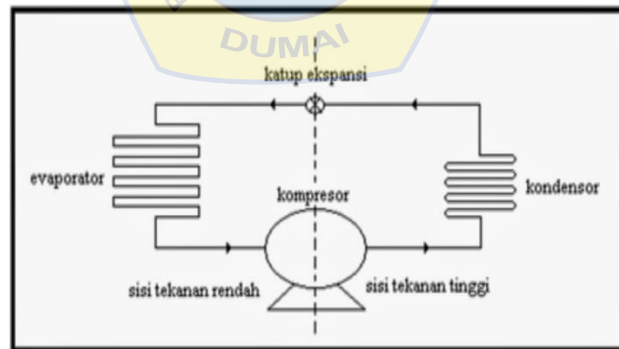 DUMAI
katup ekspansi
evaporator
kondensor
kompresor
sisi tekanan rendah
sisi tekanan tinggi